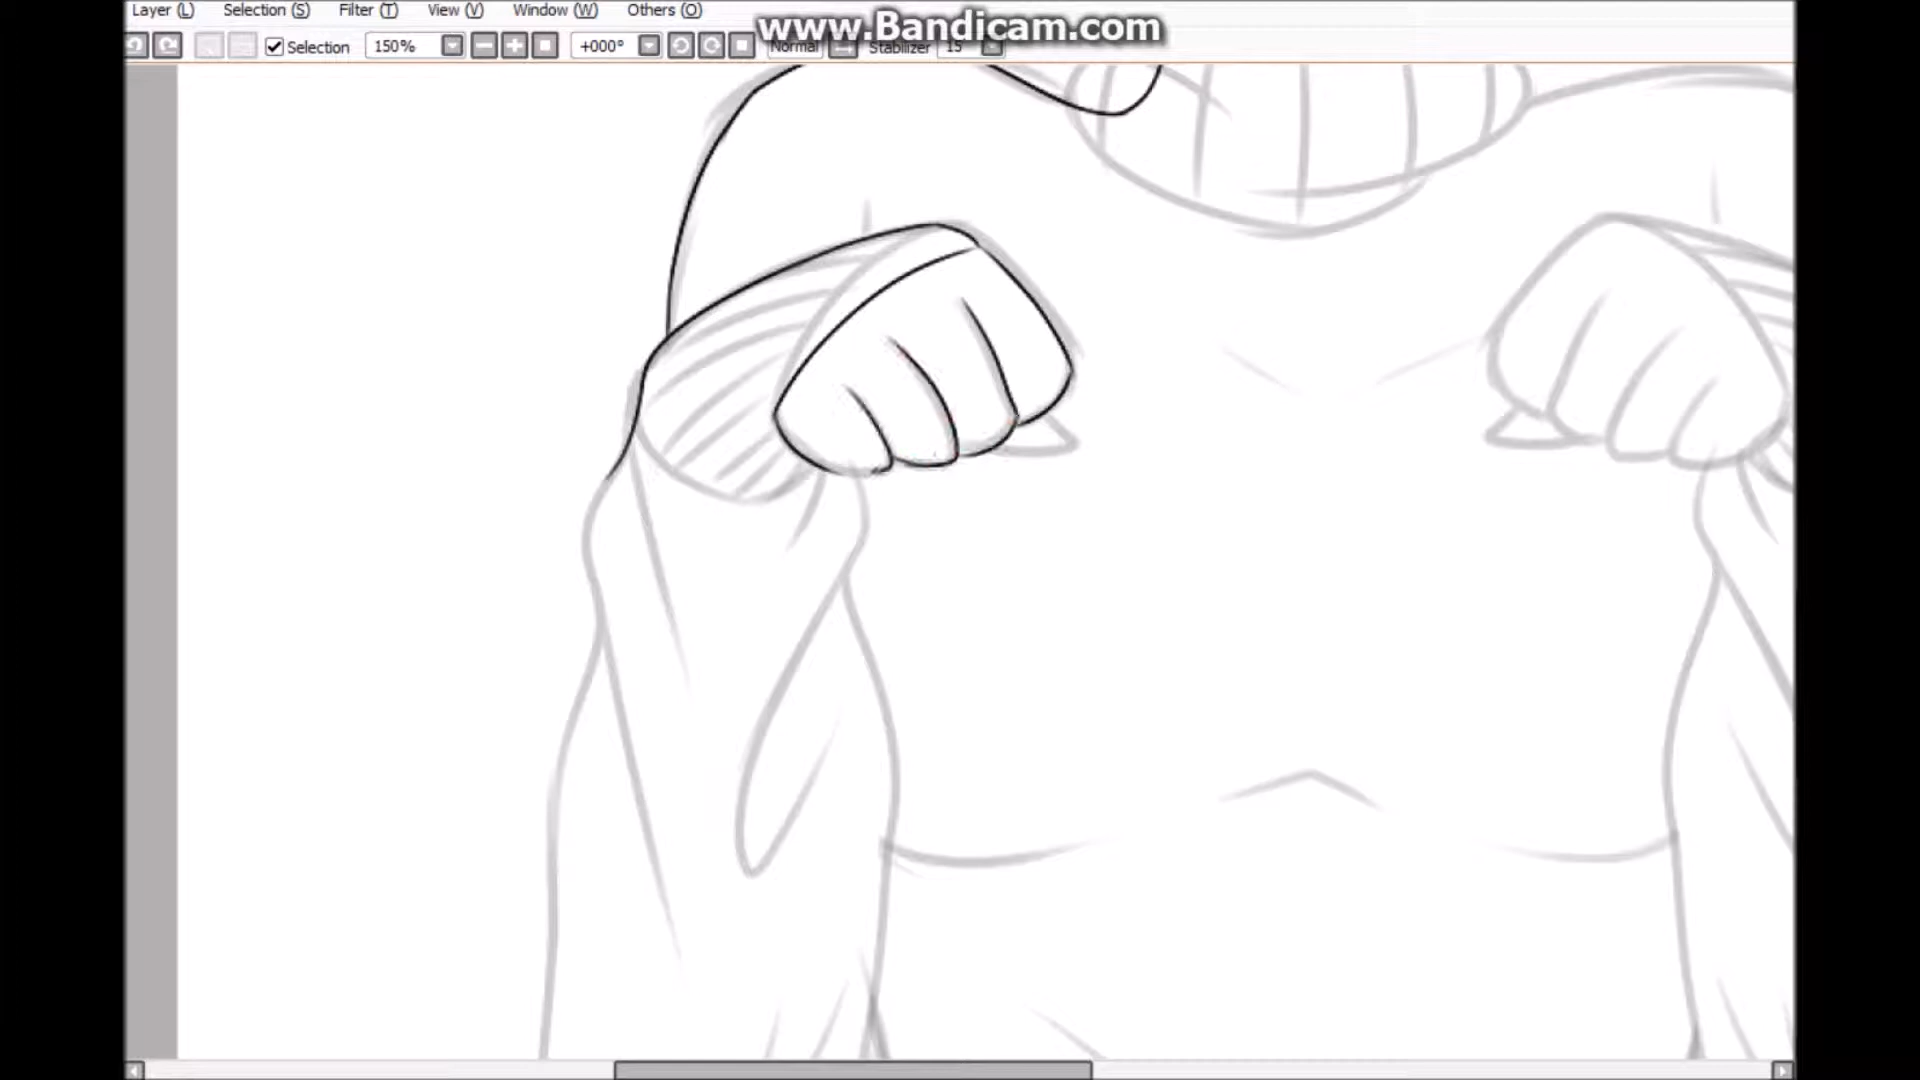 Layer (L) Selection (S) Filter (T) View (V) Window (W) Others (O)
www.Bandicam.com
Selection 150% +000° Normal Stabilizer 15